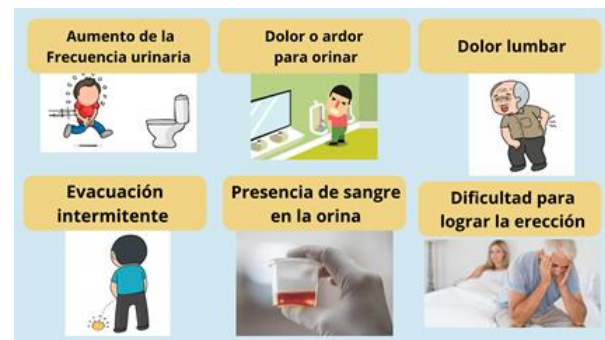 Aumento de la
Frecuencia urinaria
Dolor o ardor
para orinar
Dolor lumbar
Evacuación
intermitente
Presencia de sangre
en la orina
Dificultad para
lograr la erección